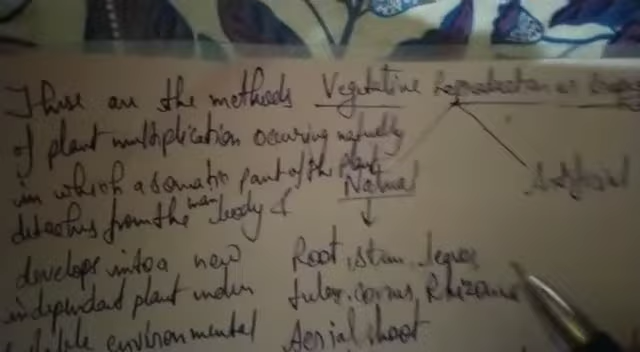 These are the methods
of plant multiplication occuring naturally
in which a somatic part of the plant
detaches from the main body &
develops into a new
independent plant under
environmental
Vegetative Reproduction or
Natural
Artificial
Root, stem, leaves
tuber, corms, Rhizome
Aerial shoot